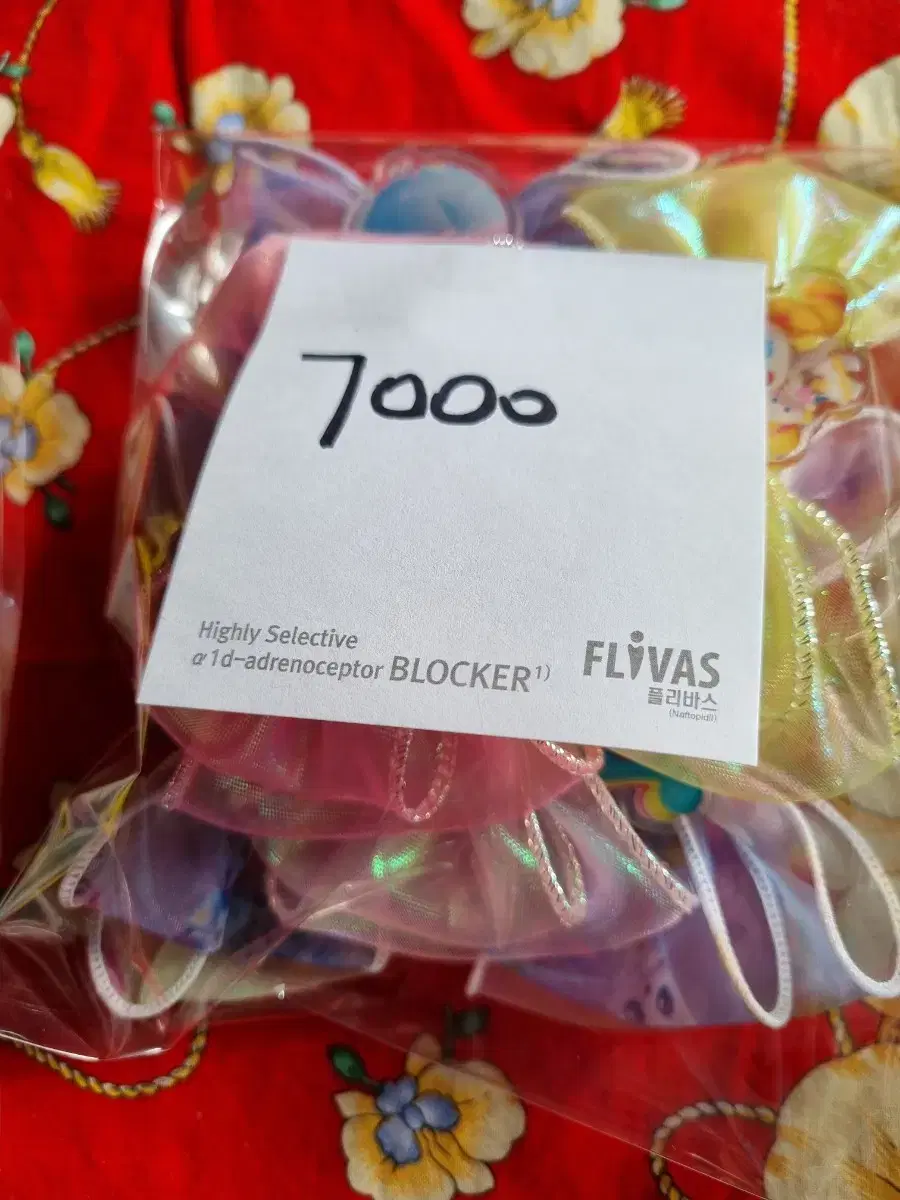 7000
Highly Selective
α1d-adrenoceptor BLOCKER1)
FLIVAS
플리바스
(Naftopidil)